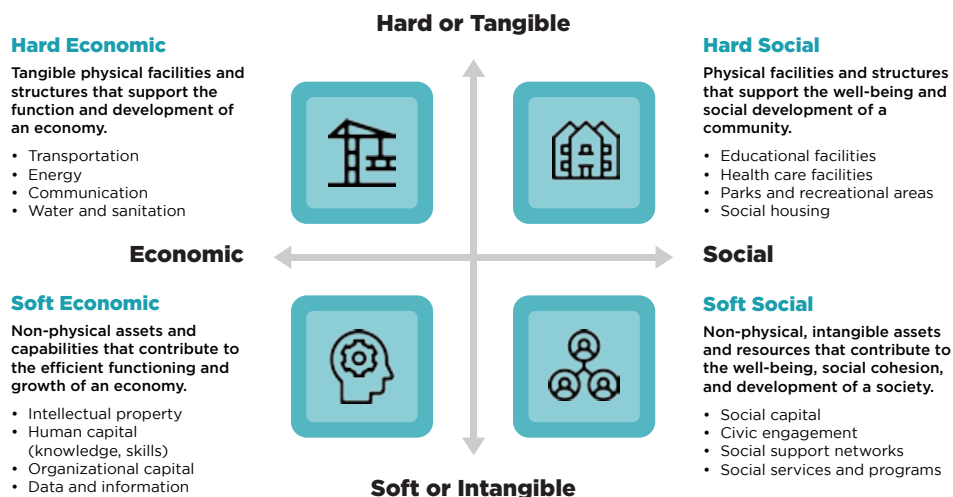 Hard or Tangible
Hard Economic
Tangible physical facilities and
structures that support the
function and development of
an economy.
• Transportation
• Energy
• Communication
• Water and sanitation
Hard Social
Physical facilities and structures
that support the well-being and
social development of a
community.
• Educational facilities
• Health care facilities
• Parks and recreational areas
• Social housing
Economic
Social
Soft Economic
Non-physical assets and
capabilities that contribute to
the efficient functioning and
growth of an economy.
• Intellectual property
• Human capital
(knowledge, skills)
• Organizational capital
• Data and information
Soft Social
Non-physical, intangible assets
and resources that contribute to
the well-being, social cohesion,
and development of a society.
• Social capital
• Civic engagement
• Social support networks
• Social services and programs
Soft or Intangible